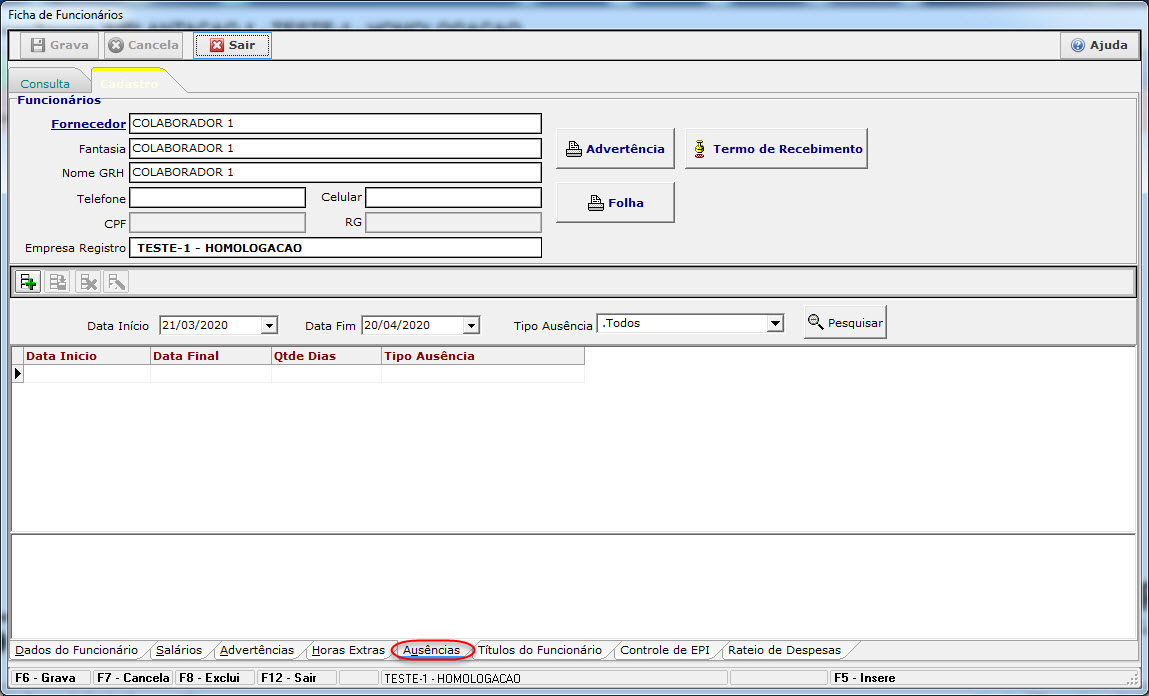 Ficha de Funcionários
Grava Cancela Sair Ajuda
Consulta Cadastro
Funcionários
Fornecedor COLABORADOR 1
Fantasia COLABORADOR 1
Advertência Termo de Recebimento
Nome GRH COLABORADOR 1
Telefone Celular
Folha
CPF RG
Empresa Registro TESTE-1 - HOMOLOGACAO
Data Início 21/03/2020 Data Fim 20/04/2020 Tipo Ausência .Todos Pesquisar
Data Inicio Data Final Qtde Dias Tipo Ausência
Dados do Funcionário Salários Advertências Horas Extras Ausências Títulos do Funcionário Controle de EPI Rateio de Despesas
F6 - Grava F7 - Cancela F8 - Exclui F12 - Sair TESTE-1 - HOMOLOGACAO F5 - Insere